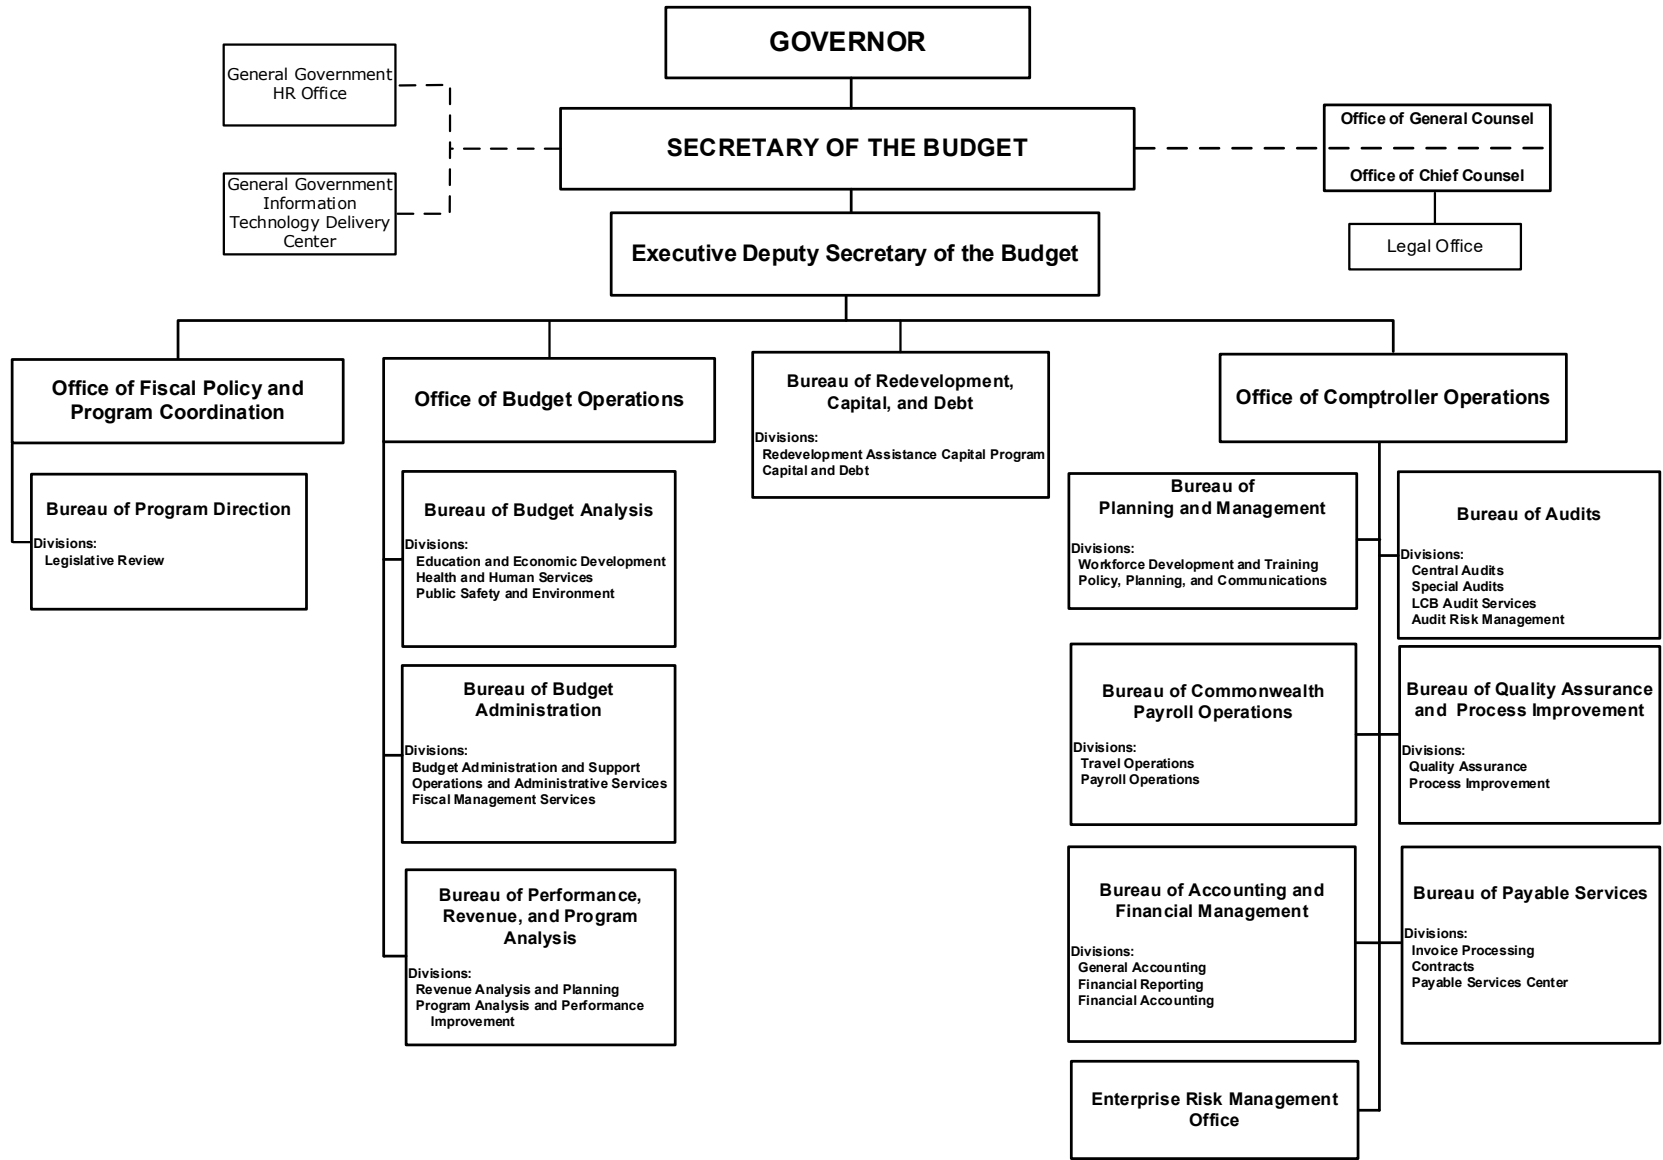 GOVERNOR
General Government
HR Office
SECRETARY OF THE BUDGET
Office of General Counsel
Office of Chief Counsel
General Government
Information
Technology Delivery
Center
Executive Deputy Secretary of the Budget
Legal Office
Office of Fiscal Policy and
Program Coordination
Bureau of Program Direction
Divisions:
Legislative Review
Office of Budget Operations
Bureau of Budget Analysis
Divisions:
Education and Economic Development
Health and Human Services
Public Safety and Environment
Bureau of Budget
Administration
Divisions:
Budget Administration and Support
Operations and Administrative Services
Fiscal Management Services
Bureau of Performance,
Revenue, and Program
Analysis
Divisions:
Revenue Analysis and Planning
Program Analysis and Performance
Improvement
Bureau of Redevelopment,
Capital, and Debt
Divisions:
Redevelopment Assistance Capital Program
Capital and Debt
Office of Comptroller Operations
Bureau of
Planning and Management
Divisions:
Workforce Development and Training
Policy, Planning, and Communications
Bureau of Audits
Divisions:
Central Audits
Special Audits
LCB Audit Services
Audit Risk Management
Bureau of Commonwealth
Payroll Operations
Divisions:
Travel Operations
Payroll Operations
Bureau of Quality Assurance
and Process Improvement
Divisions:
Quality Assurance
Process Improvement
Bureau of Accounting and
Financial Management
Divisions:
General Accounting
Financial Reporting
Financial Accounting
Bureau of Payable Services
Divisions:
Invoice Processing
Contracts
Payable Services Center
Enterprise Risk Management
Office